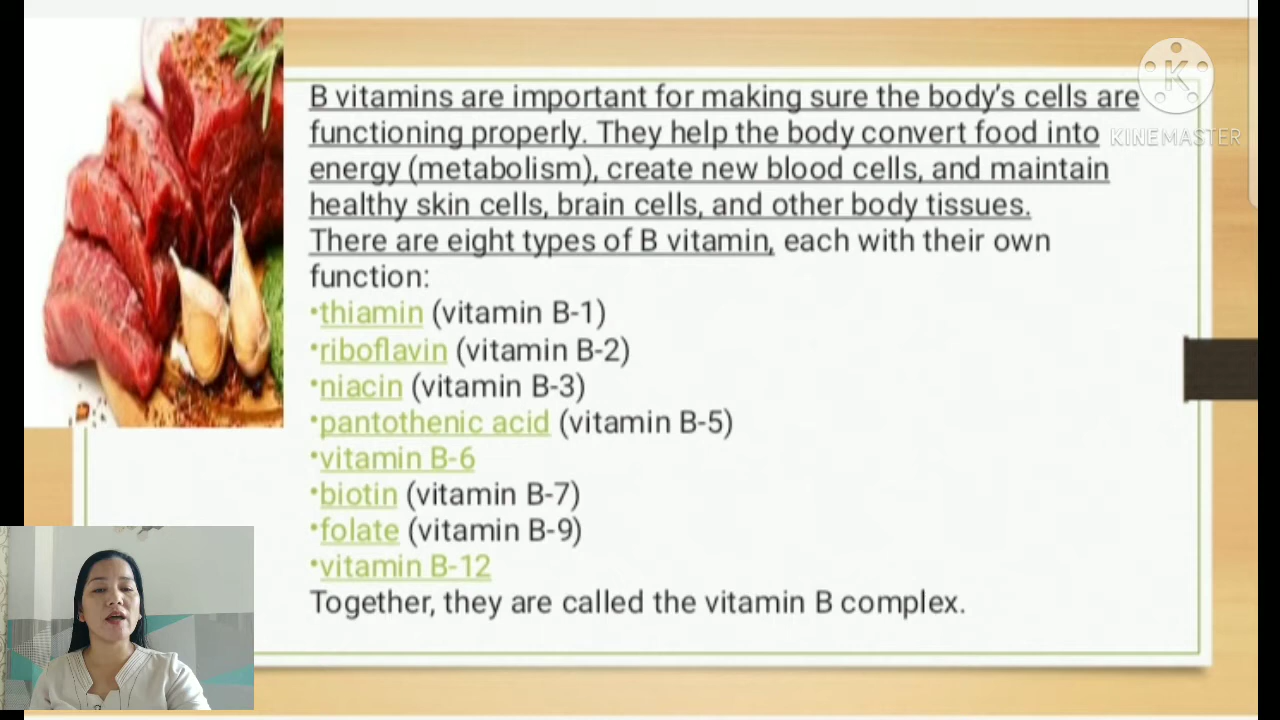 B vitamins are important for making sure the body's cells are
functioning properly. They help the body convert food into
energy (metabolism), create new blood cells, and maintain
healthy skin cells, brain cells, and other body tissues.
There are eight types of B vitamin, each with their own
function:
•thiamin (vitamin B-1)
•riboflavin (vitamin B-2)
•niacin (vitamin B-3)
•pantothenic acid (vitamin B-5)
•vitamin B-6
•biotin (vitamin B-7)
•folate (vitamin B-9)
•vitamin B-12
Together, they are called the vitamin B complex.
K
KINEMASTER